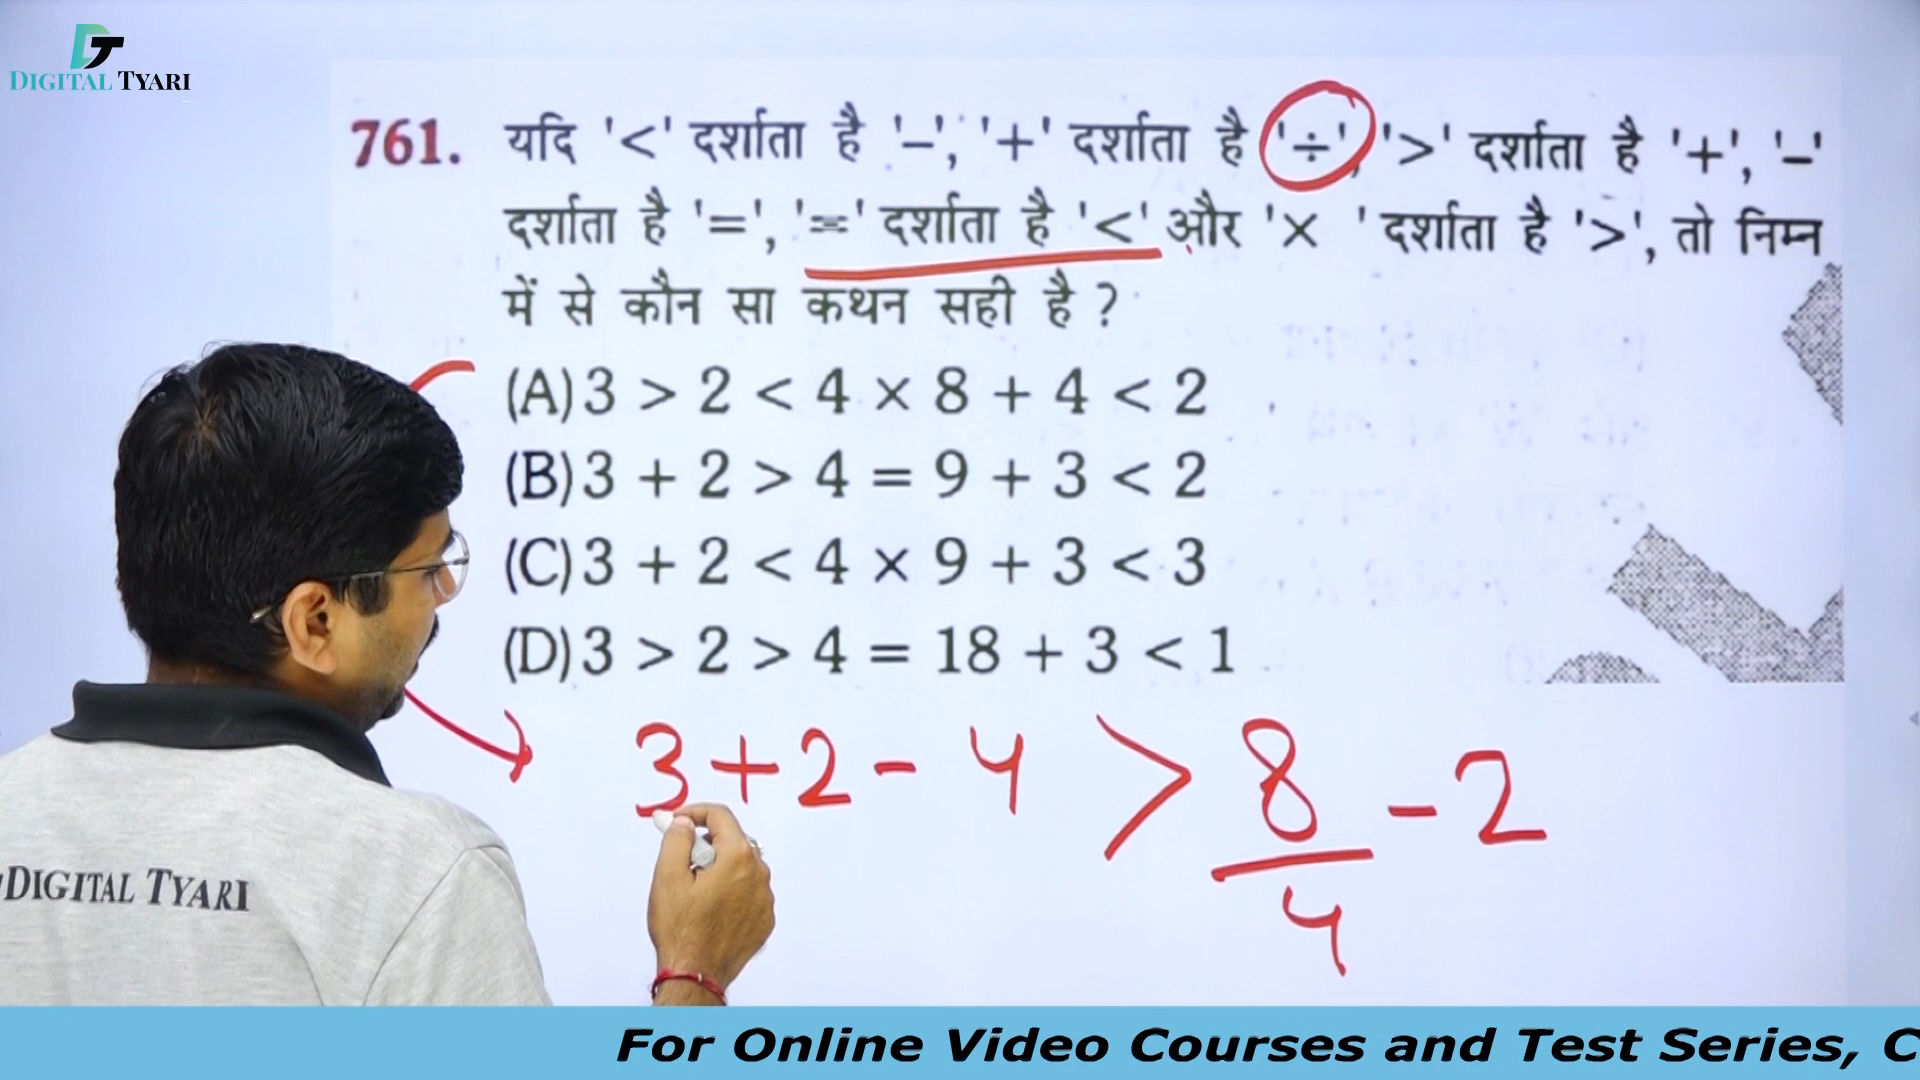 DT
DIGITAL TYARI
761. यदि '<' दर्शाता है '–', '+' दर्शाता है '÷', '>' दर्शाता है '+', '–'
दर्शाता है '=', '=' दर्शाता है '<' और '×' दर्शाता है '>', तो निम्न
में से कौन सा कथन सही है ?
(A) 3 > 2 < 4 × 8 + 4 < 2
(B) 3 + 2 > 4 = 9 + 3 < 2
(C) 3 + 2 < 4 × 9 + 3 < 3
(D) 3 > 2 > 4 = 18 + 3 < 1
3 + 2 - 4 > 8/4 - 2
DIGITAL TYARI
For Online Video Courses and Test Series, C